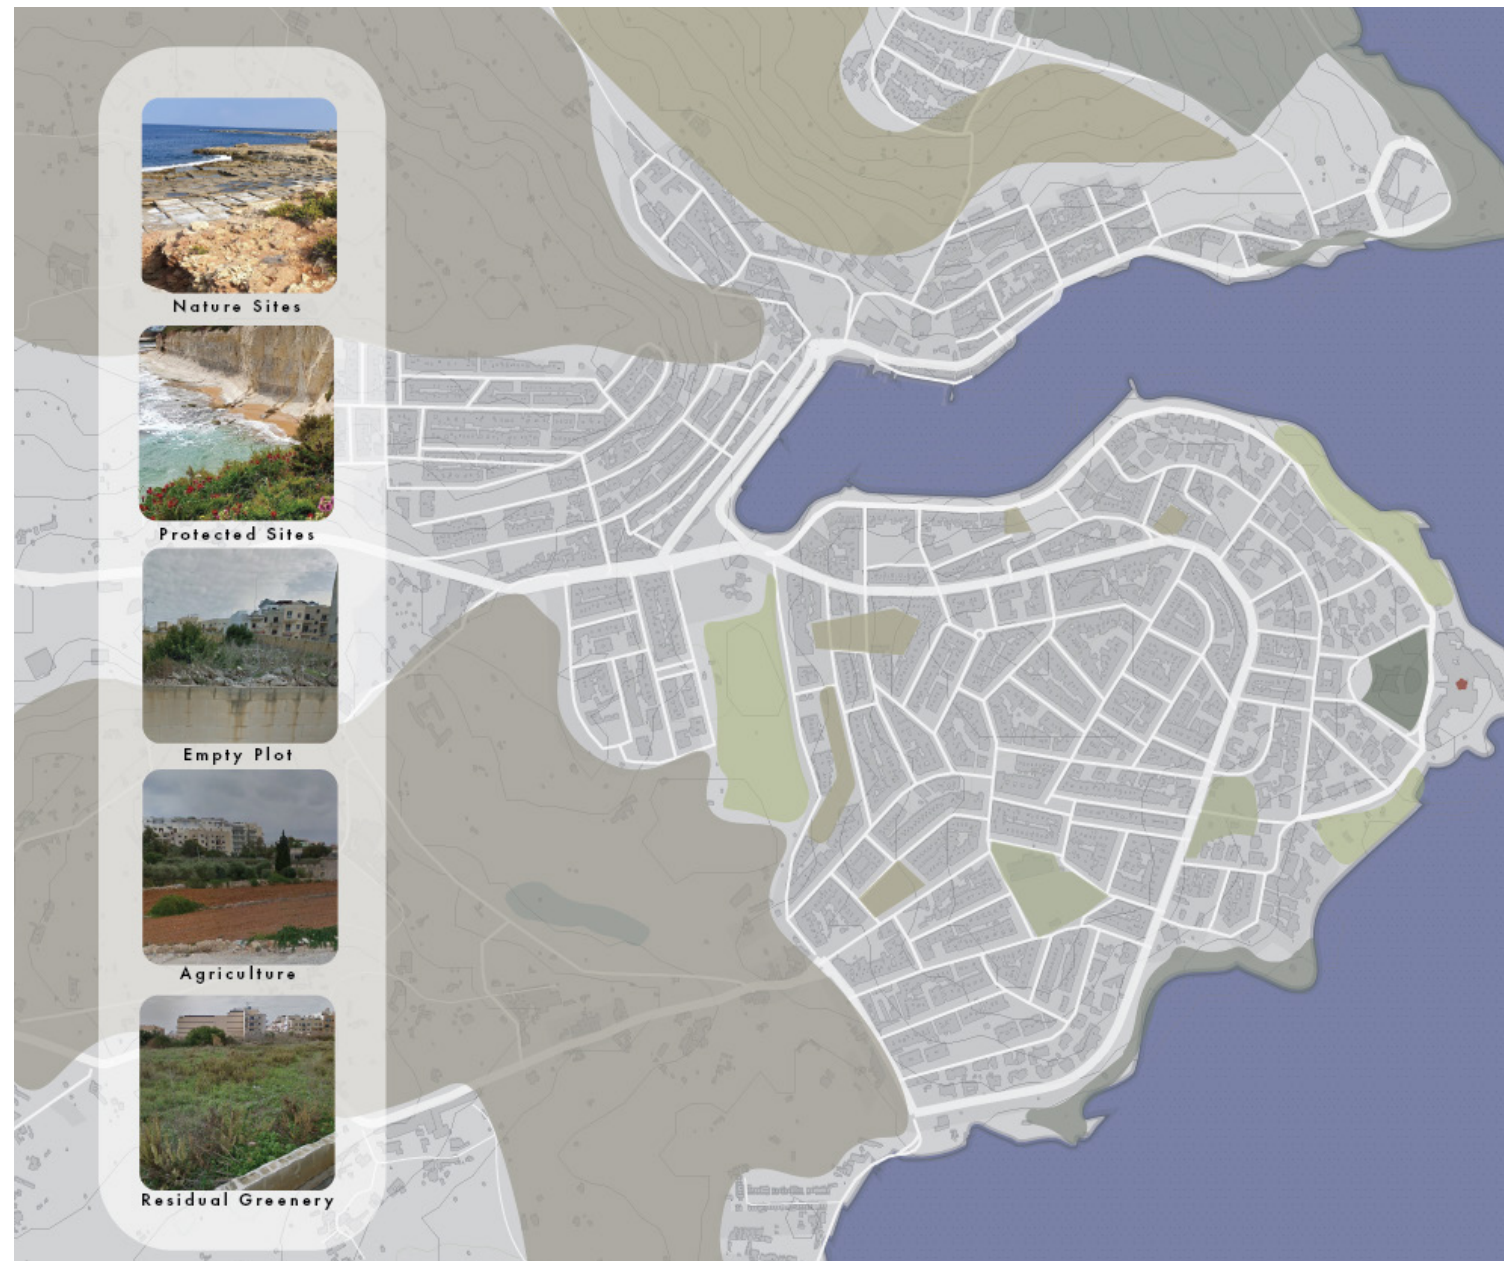 Nature Sites
Protected Sites
Empty Plot
Agriculture
Residual Greenery